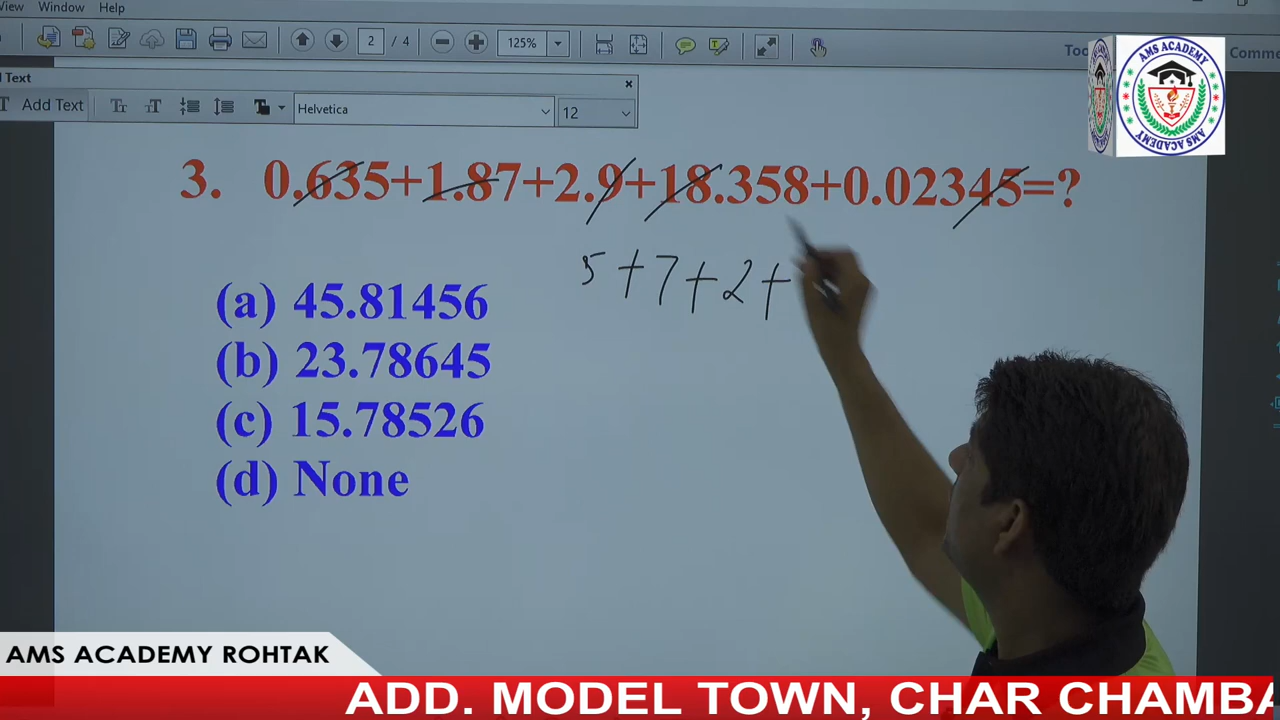 View Window Help
2 / 4 125%
Too
Commo
AMS ACADEMY
AMS ACADEMY
d Text
T Add Text Helvetica 12
3. 0.635+1.87+2.9+18.358+0.02345=?
5+7+2+
(a) 45.81456
(b) 23.78645
(c) 15.78526
(d) None
AMS ACADEMY ROHTAK
ADD. MODEL TOWN, CHAR CHAMBA